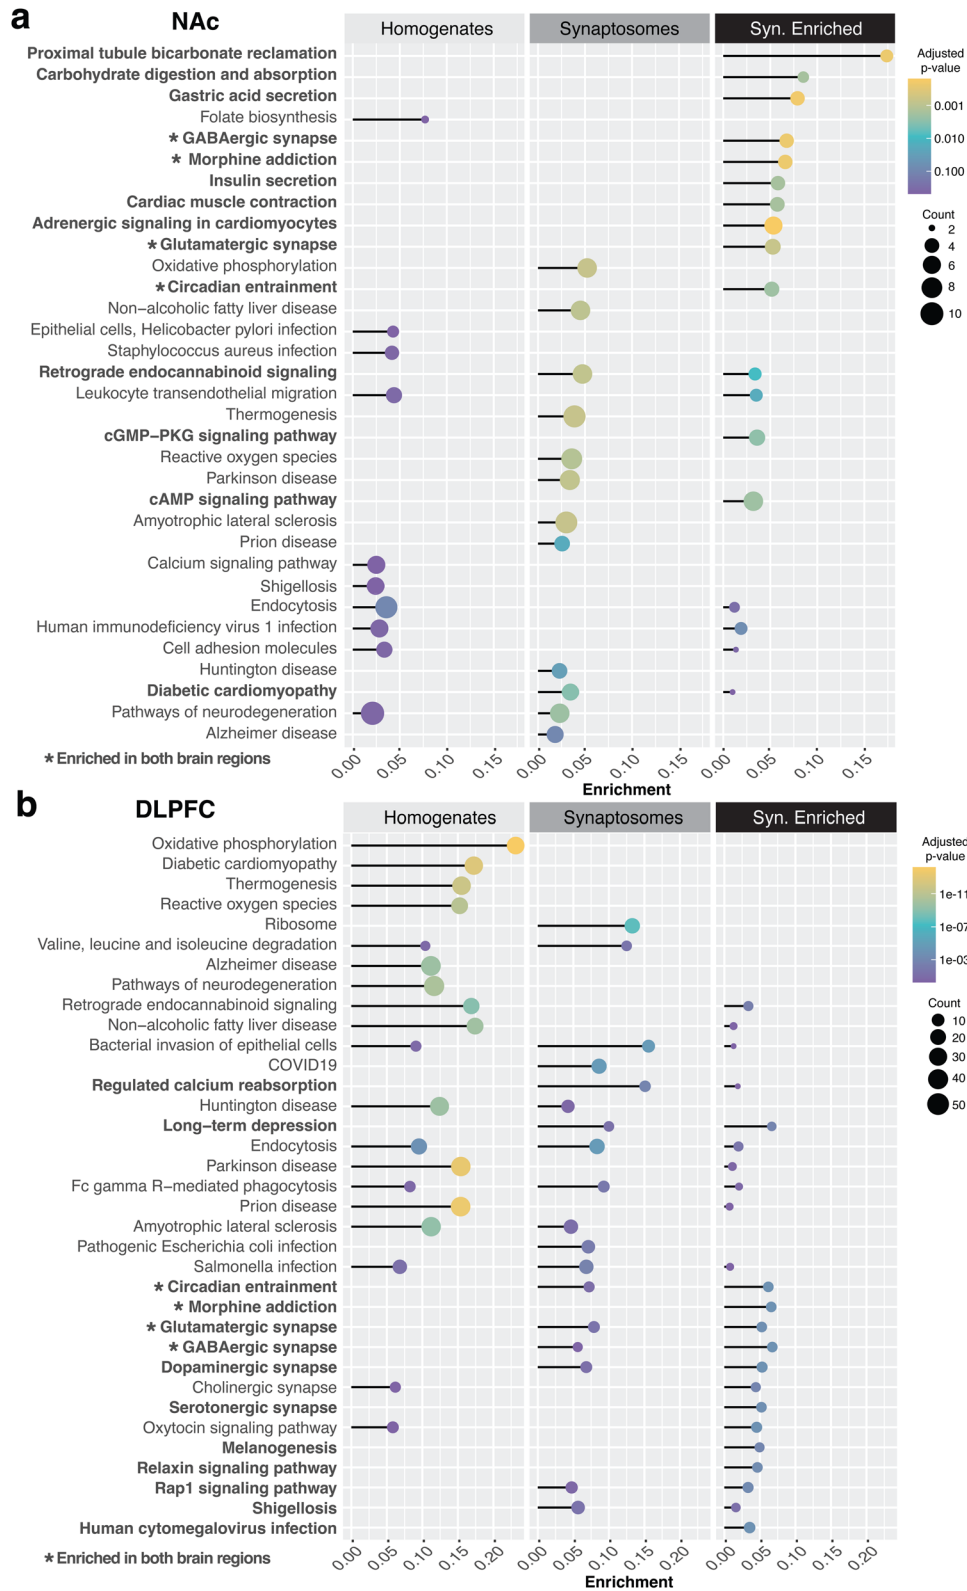 a
NAc
Homogenates
Synaptosomes
Syn. Enriched
Proximal tubule bicarbonate reclamation
Carbohydrate digestion and absorption
Gastric acid secretion
Folate biosynthesis
* GABAergic synapse
* Morphine addiction
Insulin secretion
Cardiac muscle contraction
Adrenergic signaling in cardiomyocytes
* Glutamatergic synapse
Oxidative phosphorylation
* Circadian entrainment
Non−alcoholic fatty liver disease
Epithelial cells, Helicobacter pylori infection
Staphylococcus aureus infection
Retrograde endocannabinoid signaling
Leukocyte transendothelial migration
Thermogenesis
cGMP−PKG signaling pathway
Reactive oxygen species
Parkinson disease
cAMP signaling pathway
Amyotrophic lateral sclerosis
Prion disease
Calcium signaling pathway
Shigellosis
Endocytosis
Human immunodeficiency virus 1 infection
Cell adhesion molecules
Huntington disease
Diabetic cardiomyopathy
Pathways of neurodegeneration
Alzheimer disease
* Enriched in both brain regions
0.00 0.05 0.10 0.15
0.00 0.05 0.10 0.15
0.00 0.05 0.10 0.15
Enrichment
Adjusted
p-value
0.001
0.010
0.100
Count
2
4
6
8
10
b
DLPFC
Homogenates
Synaptosomes
Syn. Enriched
Oxidative phosphorylation
Diabetic cardiomyopathy
Thermogenesis
Reactive oxygen species
Ribosome
Valine, leucine and isoleucine degradation
Alzheimer disease
Pathways of neurodegeneration
Retrograde endocannabinoid signaling
Non−alcoholic fatty liver disease
Bacterial invasion of epithelial cells
COVID19
Regulated calcium reabsorption
Huntington disease
Long−term depression
Endocytosis
Parkinson disease
Fc gamma R−mediated phagocytosis
Prion disease
Amyotrophic lateral sclerosis
Pathogenic Escherichia coli infection
Salmonella infection
* Circadian entrainment
* Morphine addiction
* Glutamatergic synapse
* GABAergic synapse
Dopaminergic synapse
Cholinergic synapse
Serotonergic synapse
Oxytocin signaling pathway
Melanogenesis
Relaxin signaling pathway
Rap1 signaling pathway
Shigellosis
Human cytomegalovirus infection
* Enriched in both brain regions
0.00 0.05 0.10 0.15 0.20
0.00 0.05 0.10 0.15 0.20
0.00 0.05 0.10 0.15 0.20
Enrichment
Adjusted
p-value
1e-11
1e-07
1e-03
Count
10
20
30
40
50